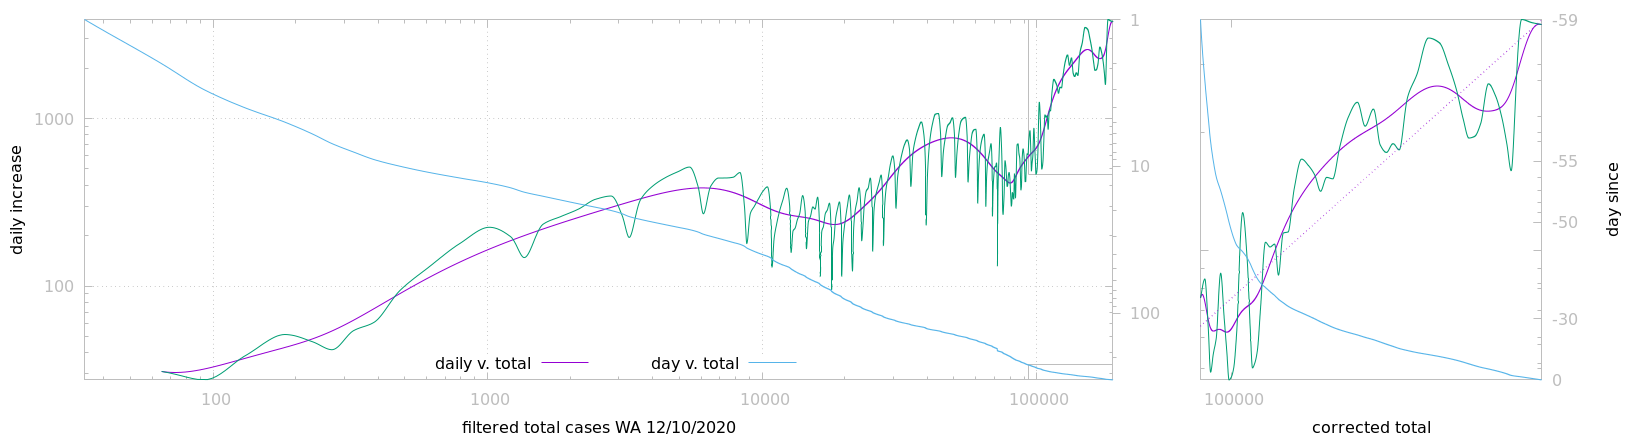 daily increase
1000
100
100
1000
10000
100000
1
10
100
daily v. total
day v. total
filtered total cases WA 12/10/2020
100000
-59
-55
-50
-30
0
day since
corrected total